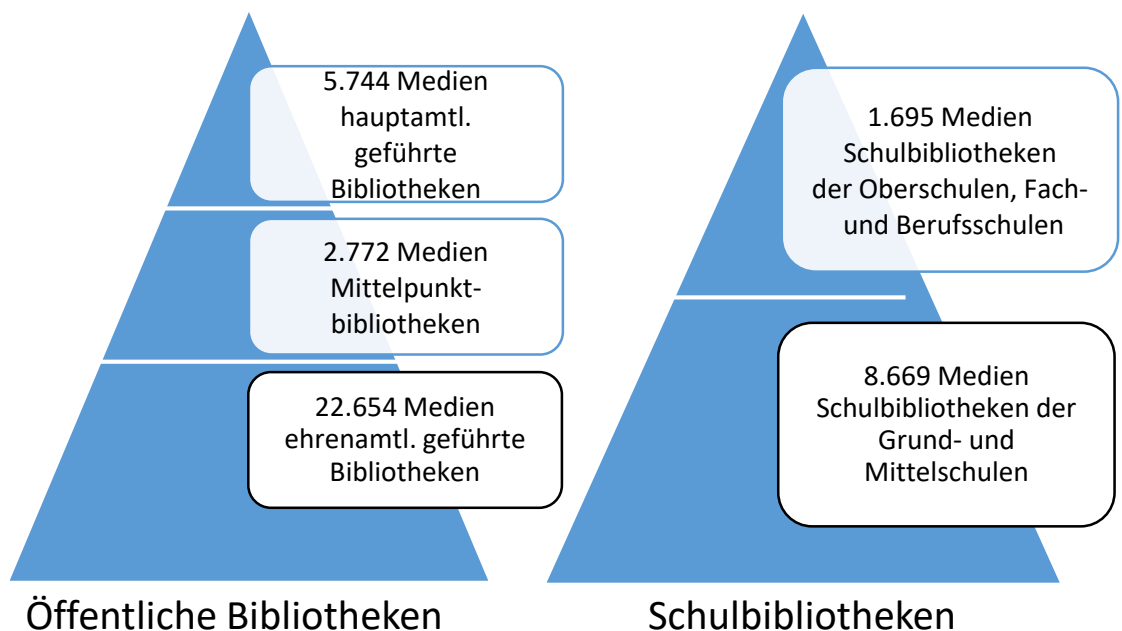 5.744 Medien
hauptamtl.
geführte
Bibliotheken
2.772 Medien
Mittelpunkt-
bibliotheken
22.654 Medien
ehrenamtl. geführte
Bibliotheken
Öffentliche Bibliotheken
1.695 Medien
Schulbibliotheken
der Oberschulen, Fach-
und Berufsschulen
8.669 Medien
Schulbibliotheken der
Grund- und
Mittelschulen
Schulbibliotheken